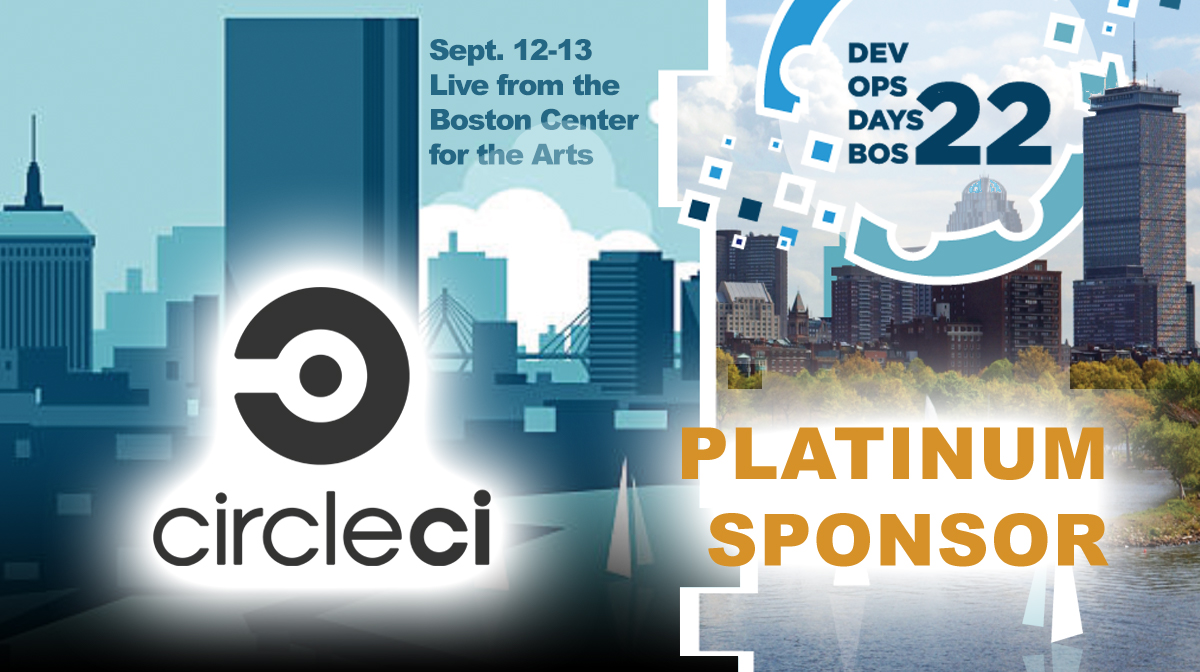 Sept. 12-13
Live from the
Boston Center
for the Arts
DEV
OPS
DAYS
BOS 22
circleci
PLATINUM
SPONSOR